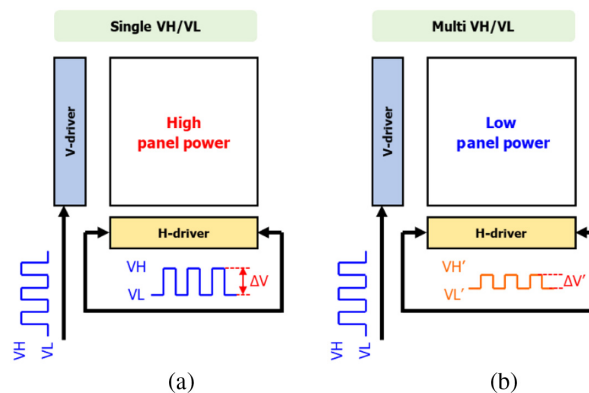 Single VH/VL
V-driver
High
panel power
H-driver
VH
VL
ΔV
VH
VL
(a)
Multi VH/VL
V-driver
Low
panel power
H-driver
VH′
VL′
ΔV′
VH
VL
(b)